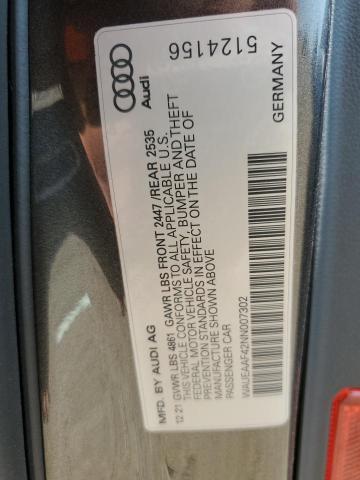 Audi
5124156
MFD. BY AUDI AG
12.21 GVWR LBS 4861 GAWR LBS FRONT 2447 /REAR 2535
THIS VEHICLE CONFORMS TO ALL APPLICABLE U.S.
FEDERAL MOTOR VEHICLE SAFETY, BUMPER AND THEFT
PREVENTION STANDARDS IN EFFECT ON THE DATE OF
MANUFACTURE SHOWN ABOVE
PASSENGER CAR
WAUEAAF42NN007302
GERMANY